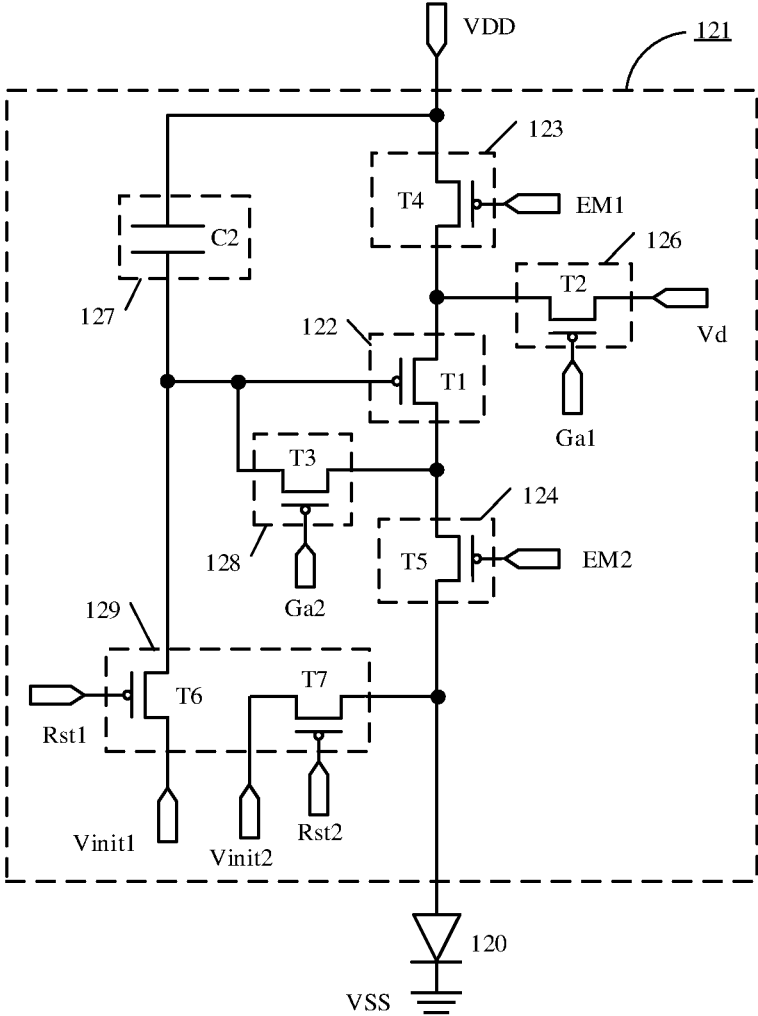 VDD
121
123
T4
EM1
C2
126
T2
127
122
Vd
T1
Ga1
T3
124
128
T5
EM2
Ga2
129
T7
T6
Rst1
Rst2
Vinit1
Vinit2
120
VSS